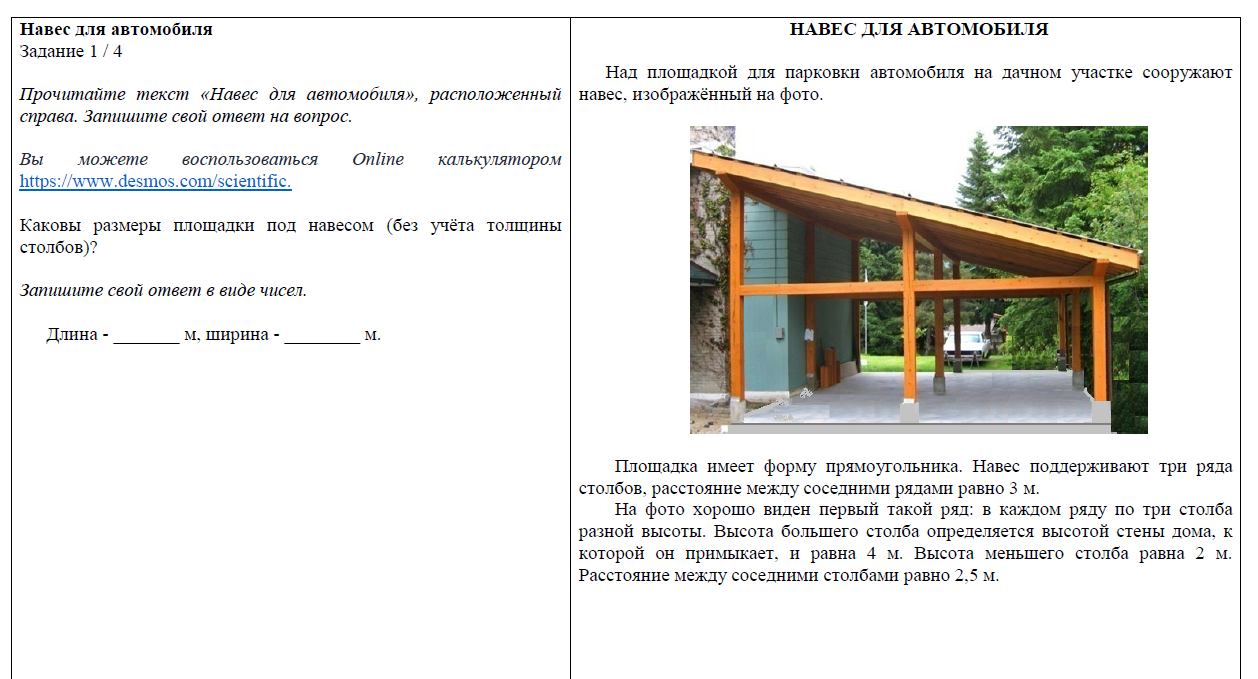 Навес для автомобиля
Задание 1 / 4
Прочитайте текст «Навес для автомобиля», расположенный
справа. Запишите свой ответ на вопрос.
Вы можете воспользоваться Online калькулятором
https://www.desmos.com/scientific.
Каковы размеры площадки под навесом (без учёта толщины
столбов)?
Запишите свой ответ в виде чисел.
Длина - _______ м, ширина - ________ м.
НАВЕС ДЛЯ АВТОМОБИЛЯ
Над площадкой для парковки автомобиля на дачном участке сооружают
навес, изображённый на фото.
Площадка имеет форму прямоугольника. Навес поддерживают три ряда
столбов, расстояние между соседними рядами равно 3 м.
На фото хорошо виден первый такой ряд: в каждом ряду по три столба
разной высоты. Высота большего столба определяется высотой стены дома, к
которой он примыкает, и равна 4 м. Высота меньшего столба равна 2 м.
Расстояние между соседними столбами равно 2,5 м.